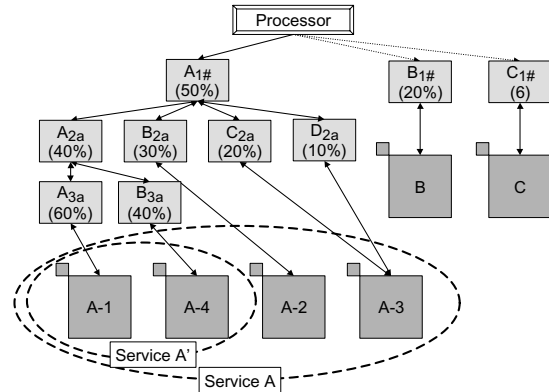 Processor
A1#
(50%)
B1#
(20%)
C1#
(6)
A2a
(40%)
B2a
(30%)
C2a
(20%)
D2a
(10%)
A3a
(60%)
B3a
(40%)
B
C
A-1
A-4
A-2
A-3
Service A'
Service A